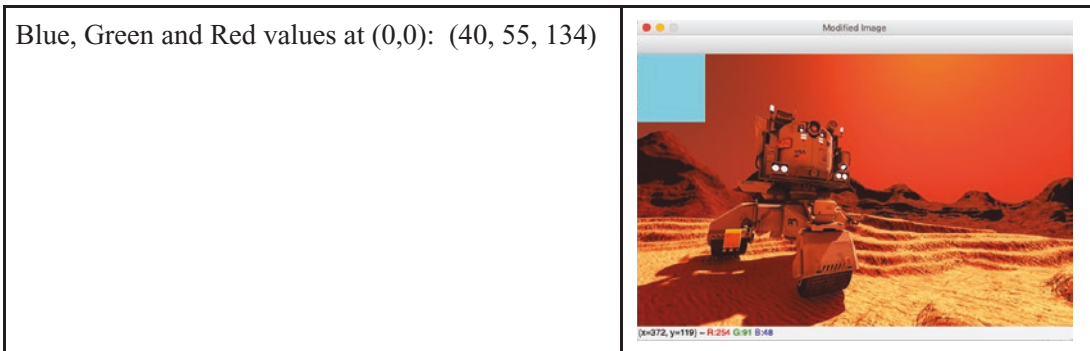 Blue, Green and Red values at (0,0): (40, 55, 134)
Modified Image
(x=372, y=119) ~ R:254 G:91 B:48